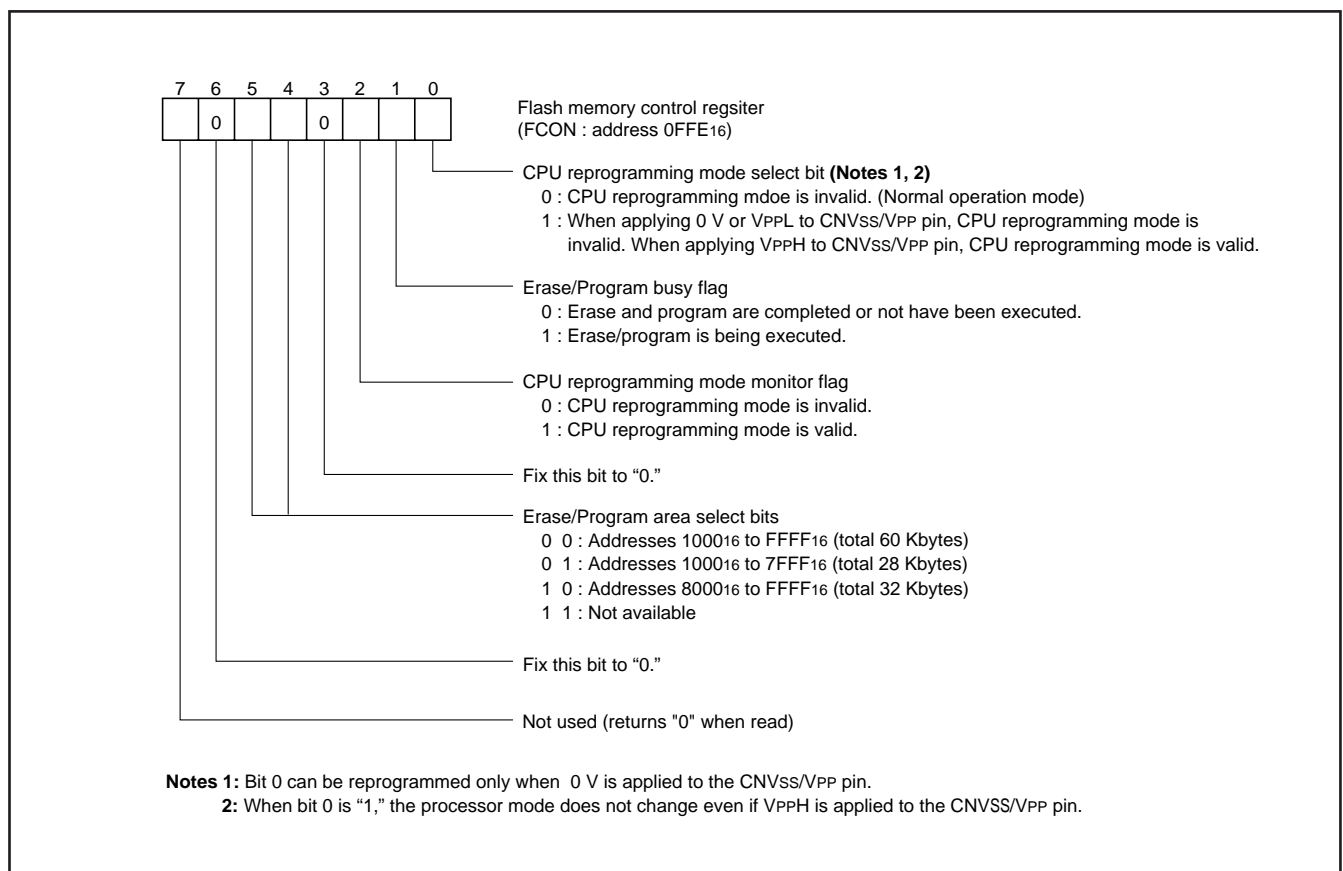 7 6 5 4 3 2 1 0
0 0
Flash memory control regsiter
(FCON : address 0FFE16)
CPU reprogramming mode select bit (Notes 1, 2)
0 : CPU reprogramming mdoe is invalid. (Normal operation mode)
1 : When applying 0 V or VPPL to CNVSS/VPP pin, CPU reprogramming mode is
invalid. When applying VPPH to CNVSS/VPP pin, CPU reprogramming mode is valid.
Erase/Program busy flag
0 : Erase and program are completed or not have been executed.
1 : Erase/program is being executed.
CPU reprogramming mode monitor flag
0 : CPU reprogramming mode is invalid.
1 : CPU reprogramming mode is valid.
Fix this bit to “0.”
Erase/Program area select bits
0 0 : Addresses 100016 to FFFF16 (total 60 Kbytes)
0 1 : Addresses 100016 to 7FFF16 (total 28 Kbytes)
1 0 : Addresses 800016 to FFFF16 (total 32 Kbytes)
1 1 : Not available
Fix this bit to “0.”
Not used (returns "0" when read)
Notes 1: Bit 0 can be reprogrammed only when 0 V is applied to the CNVSS/VPP pin.
2: When bit 0 is “1,” the processor mode does not change even if VPPH is applied to the CNVSS/VPP pin.